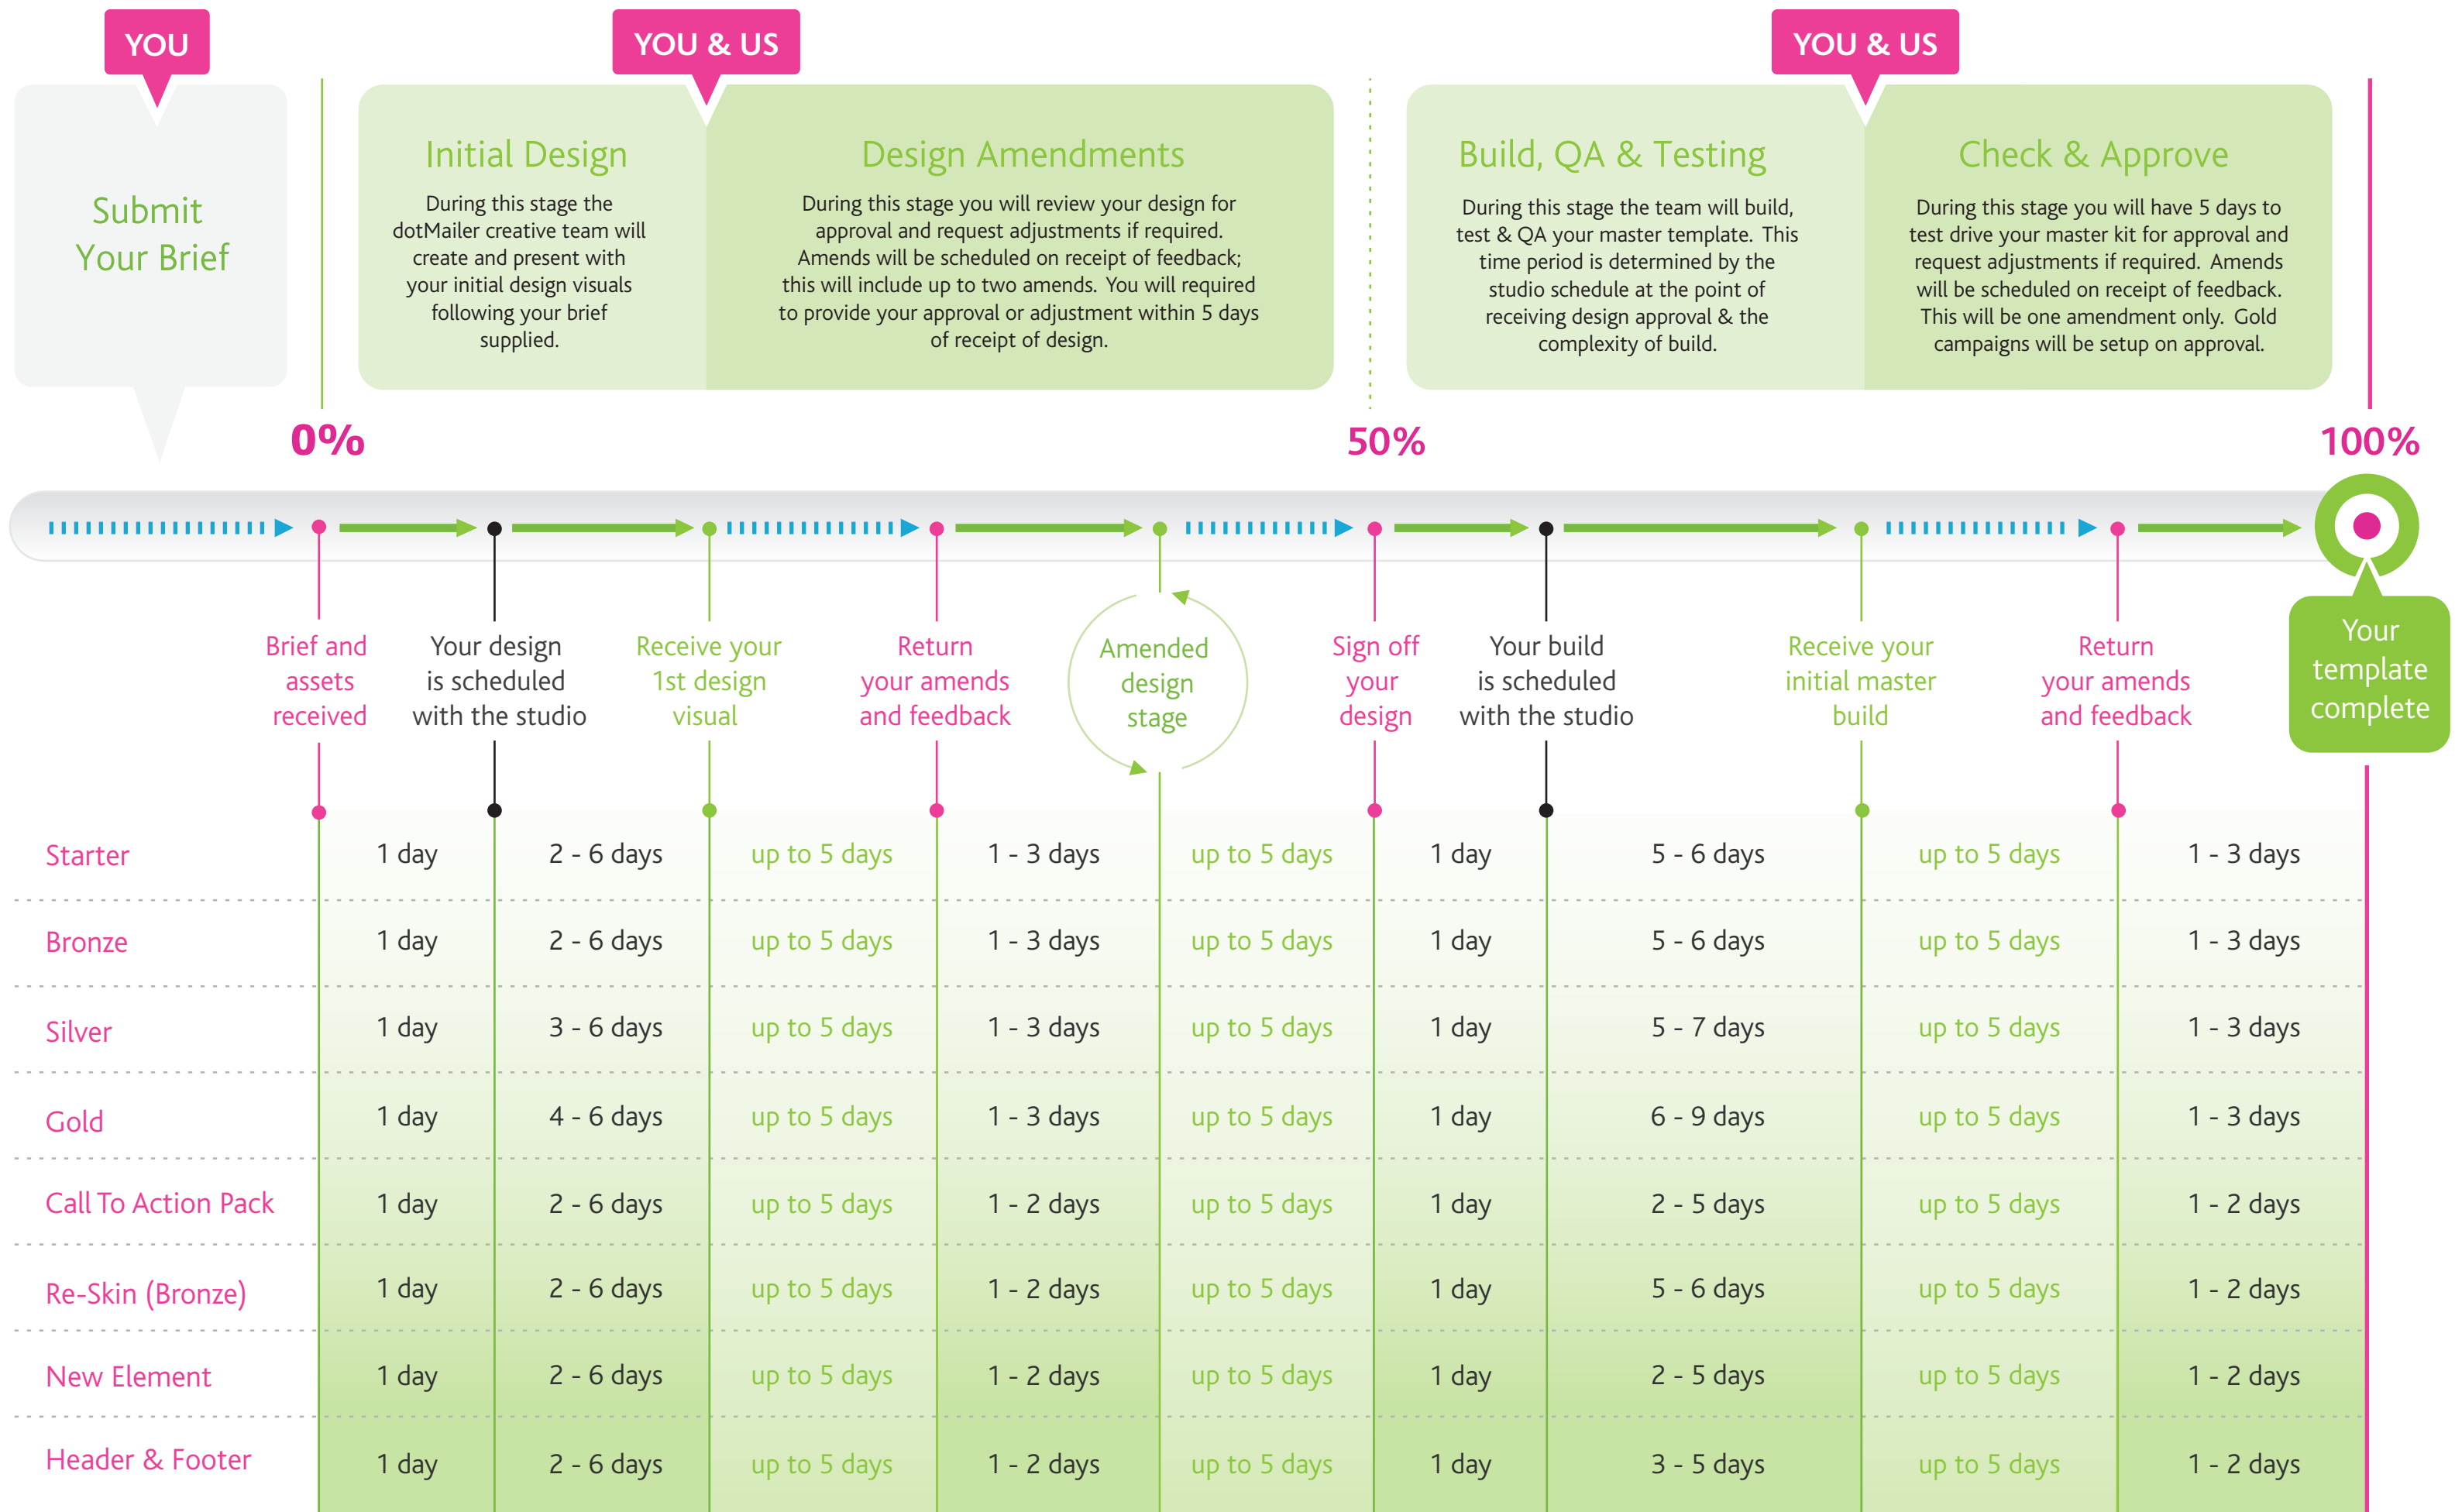 YOU
YOU & US
YOU & US
Submit
Your Brief
Initial Design
During this stage the
dotMailer creative team will
create and present with
your initial design visuals
following your brief
supplied.
Design Amendments
During this stage you will review your design for
approval and request adjustments if required.
Amends will be scheduled on receipt of feedback;
this will include up to two amends. You will required
to provide your approval or adjustment within 5 days
of receipt of design.
Build, QA & Testing
During this stage the team will build,
test & QA your master template. This
time period is determined by the
studio schedule at the point of
receiving design approval & the
complexity of build.
Check & Approve
During this stage you will have 5 days to
test drive your master kit for approval and
request adjustments if required. Amends
will be scheduled on receipt of feedback.
This will be one amendment only. Gold
campaigns will be setup on approval.
0%
50%
100%
Brief and
assets
received
Your design
is scheduled
with the studio
Receive your
1st design
visual
Return
your amends
and feedback
Amended
design
stage
Sign off
your
design
Your build
is scheduled
with the studio
Receive your
initial master
build
Return
your amends
and feedback
Your
template
complete
Starter 1 day 2 - 6 days up to 5 days 1 - 3 days up to 5 days 1 day 5 - 6 days up to 5 days 1 - 3 days
Bronze 1 day 2 - 6 days up to 5 days 1 - 3 days up to 5 days 1 day 5 - 6 days up to 5 days 1 - 3 days
Silver 1 day 3 - 6 days up to 5 days 1 - 3 days up to 5 days 1 day 5 - 7 days up to 5 days 1 - 3 days
Gold 1 day 4 - 6 days up to 5 days 1 - 3 days up to 5 days 1 day 6 - 9 days up to 5 days 1 - 3 days
Call To Action Pack 1 day 2 - 6 days up to 5 days 1 - 2 days up to 5 days 1 day 2 - 5 days up to 5 days 1 - 2 days
Re-Skin (Bronze) 1 day 2 - 6 days up to 5 days 1 - 2 days up to 5 days 1 day 5 - 6 days up to 5 days 1 - 2 days
New Element 1 day 2 - 6 days up to 5 days 1 - 2 days up to 5 days 1 day 2 - 5 days up to 5 days 1 - 2 days
Header & Footer 1 day 2 - 6 days up to 5 days 1 - 2 days up to 5 days 1 day 3 - 5 days up to 5 days 1 - 2 days